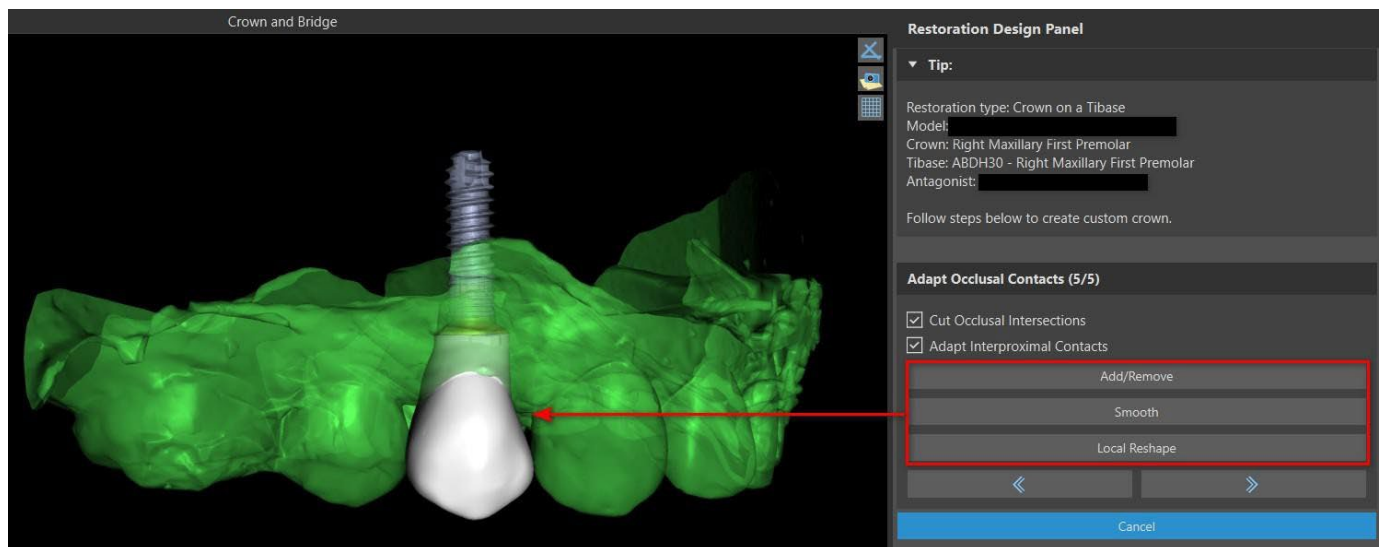 Crown and Bridge
Restoration Design Panel
Tip:
Restoration type: Crown on a Tibase
Model:
Crown: Right Maxillary First Premolar
Tibase: ABDH30 - Right Maxillary First Premolar
Antagonist:
Follow steps below to create custom crown.
Adapt Occlusal Contacts (5/5)
Cut Occlusal Intersections
Adapt Interproximal Contacts
Add/Remove
Smooth
Local Reshape
Cancel